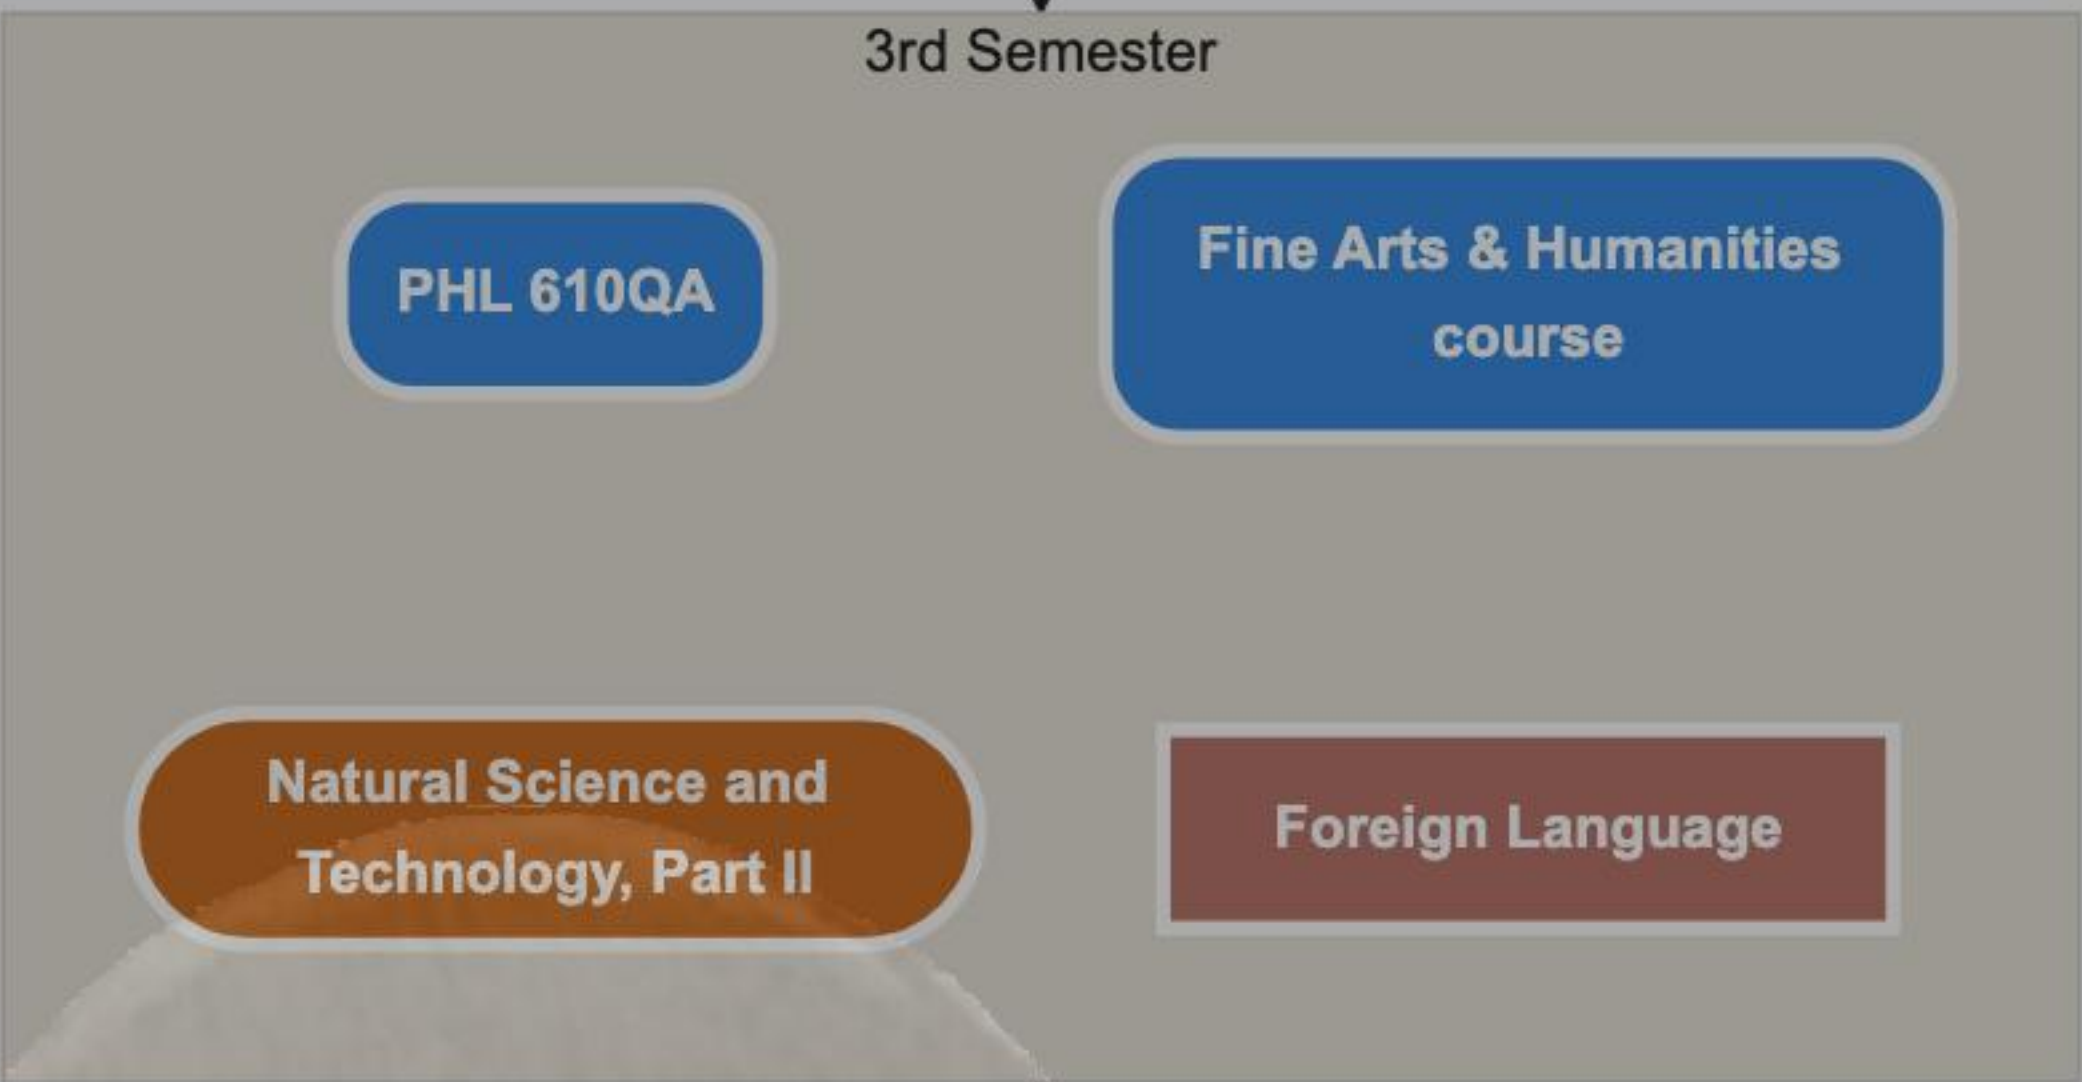 3rd Semester
PHL 610QA
Fine Arts & Humanities
course
Natural Science and
Technology, Part II
Foreign Language